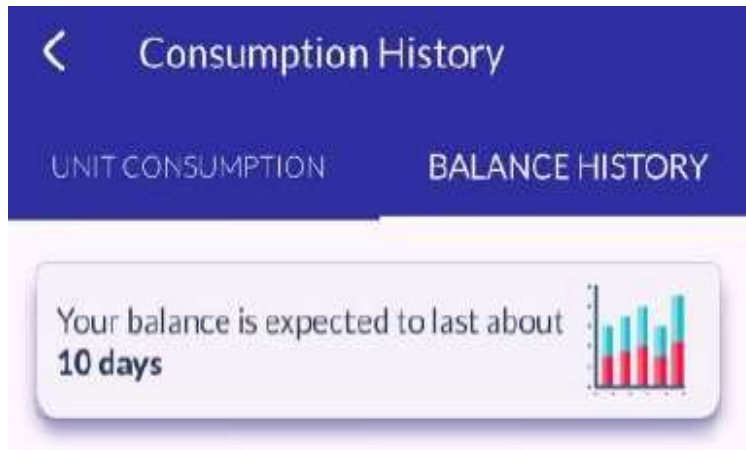 Consumption History
UNIT CONSUMPTION BALANCE HISTORY
Your balance is expected to last about
10 days